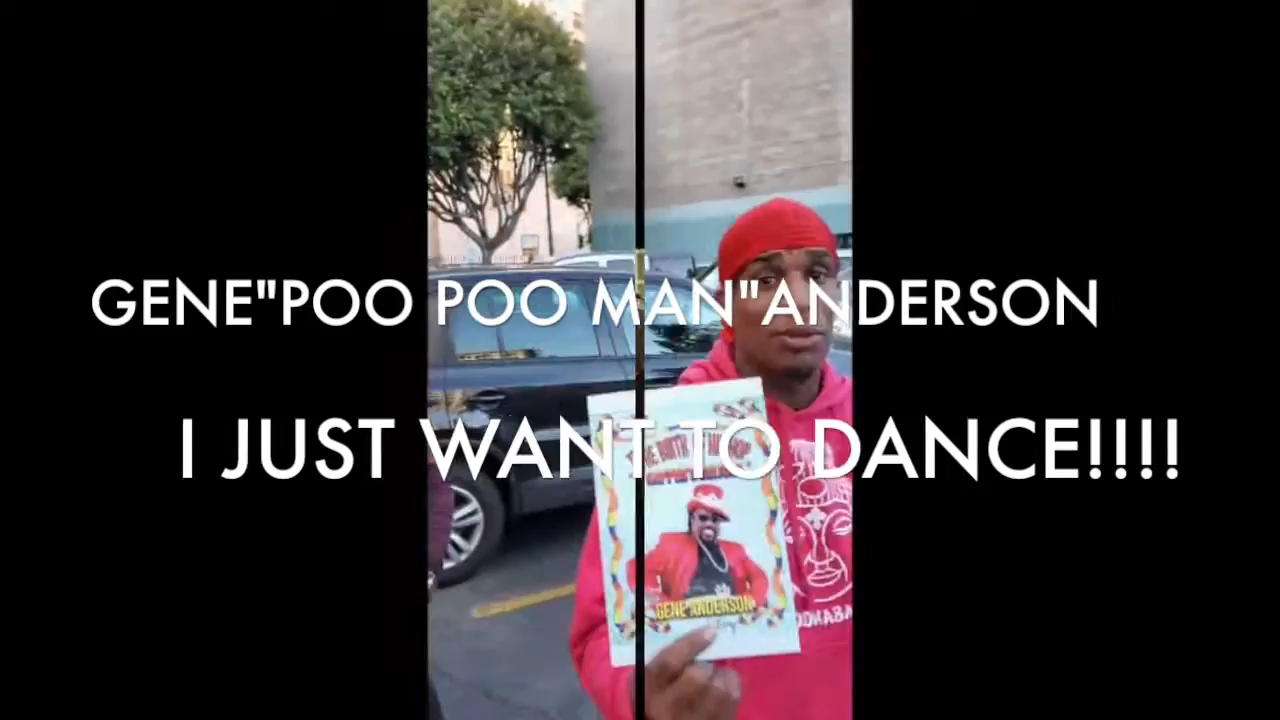 GENE"POO POO MAN"ANDERSON
I JUST WANT TO DANCE!!!!
GENE ANDERSON